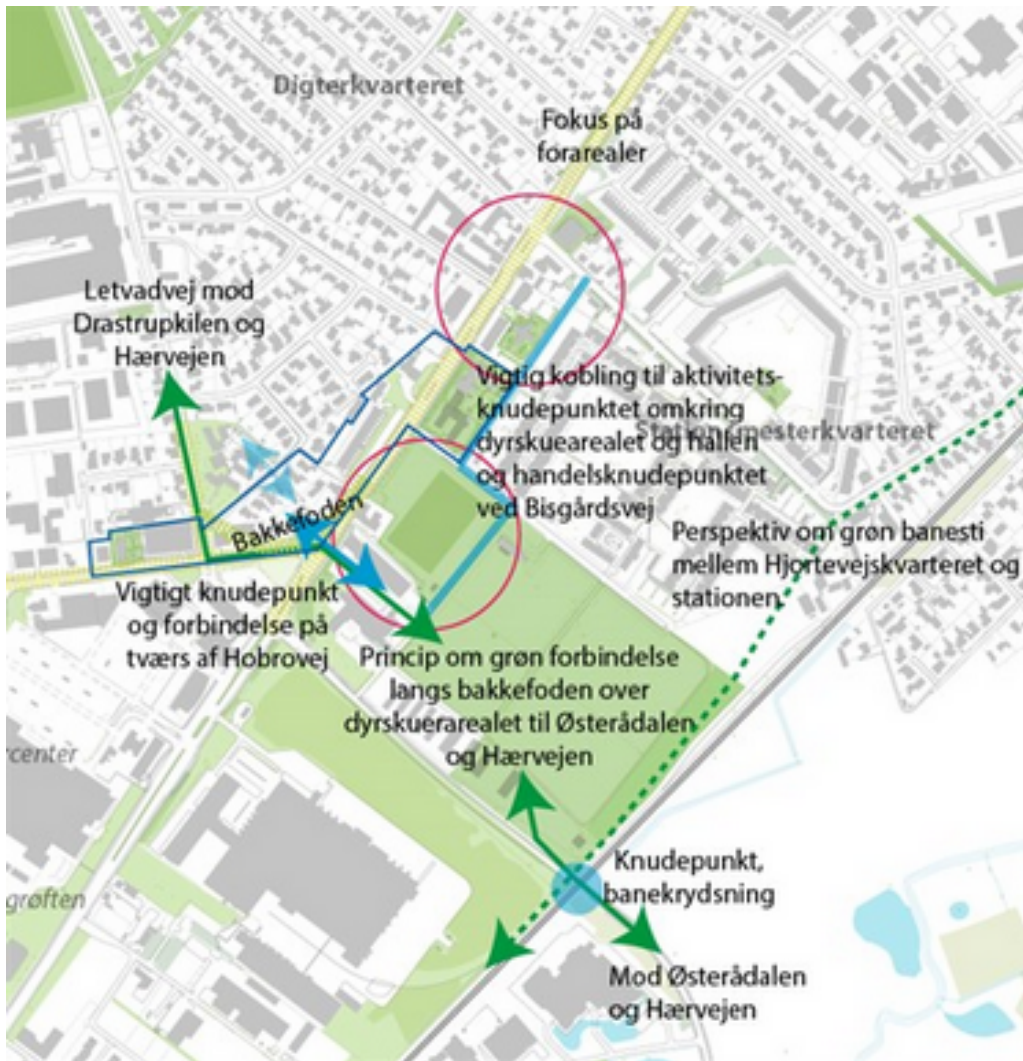 Digterkvarteret
Fokus på
forarealer
Letvadvej mod
Drastrupkilen og
Hærvejen
Vigtig kobling til aktivitets-
knudepunktet omkring
dyrskuearealet og hallen
og handelsknudepunktet
ved Bisgårdsvej
Stationsmesterkvarteret
Bakkefoden
Perspektiv om grøn banesti
mellem Hjortevejskvarteret og
stationen
Vigtigt knudepunkt
og forbindelse på
tværs af Hobrovej
Princip om grøn forbindelse
langs bakkefoden over
dyrskuerarealet til Østerådalen
og Hærvejen
rcenter
Knudepunkt,
banekrydsning
grøften
Mod Østerådalen
og Hærvejen